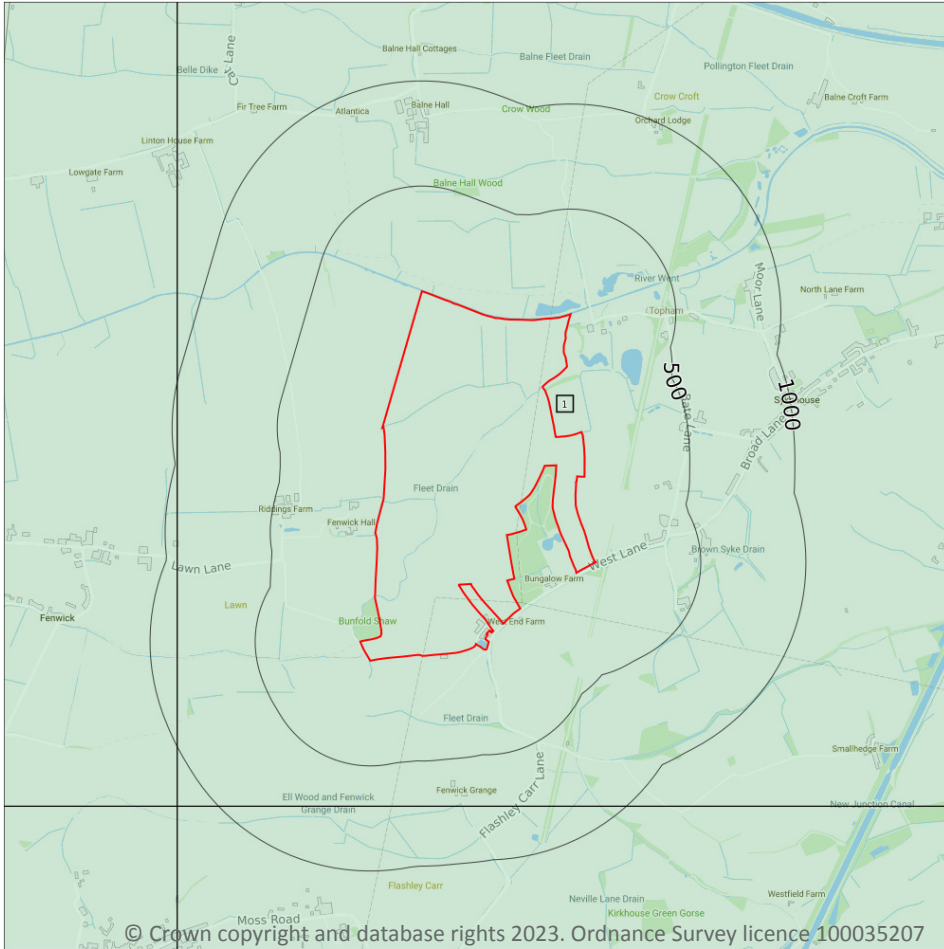 Balne Hall Cottages
Cat Lane
Balne Fleet Drain
Belle Dike
Pollington Fleet Drain
Crow Croft
Balne Croft Farm
Fir Tree Farm
Atlantica
Balne Hall
Crow Wood
Orchard Lodge
Linton House Farm
Lowgate Farm
Balne Hall Wood
River Went
Moor Lane
North Lane Farm
Topham
500
1000
1
Bate Lane
Broad Lane
Fleet Drain
Riddings Farm
Fenwick Hall
Lawn Lane
West Lane
Brown Syke Drain
Bungalow Farm
Lawn
Fenwick
Bunfold Shaw
West End Farm
Fleet Drain
Smallhedge Farm
Fenwick Grange
Ell Wood and Fenwick
Grange Drain
New Junction Canal
Flashley Carr Lane
Flashley Carr
Westfield Farm
Neville Lane Drain
Kirkhouse Green Gorse
Moss Road
© Crown copyright and database rights 2023. Ordnance Survey licence 100035207